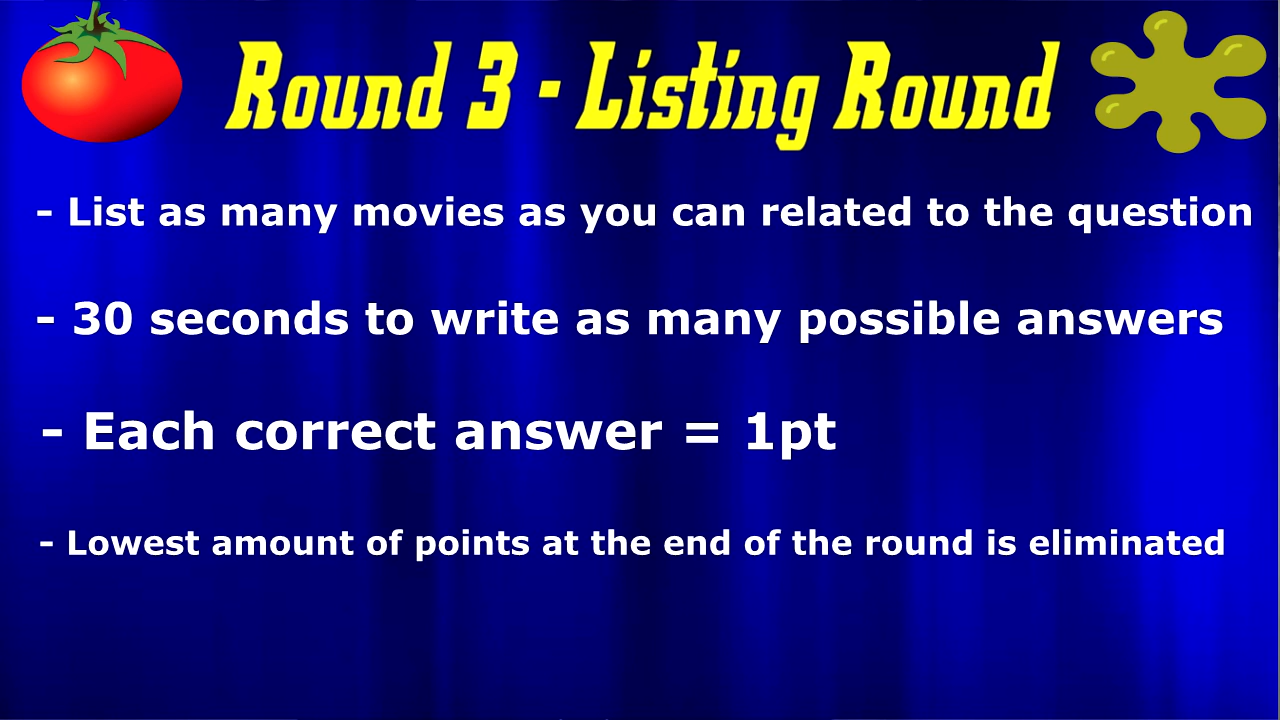 Round 3 - Listing Round
- List as many movies as you can related to the question
- 30 seconds to write as many possible answers
- Each correct answer = 1pt
- Lowest amount of points at the end of the round is eliminated